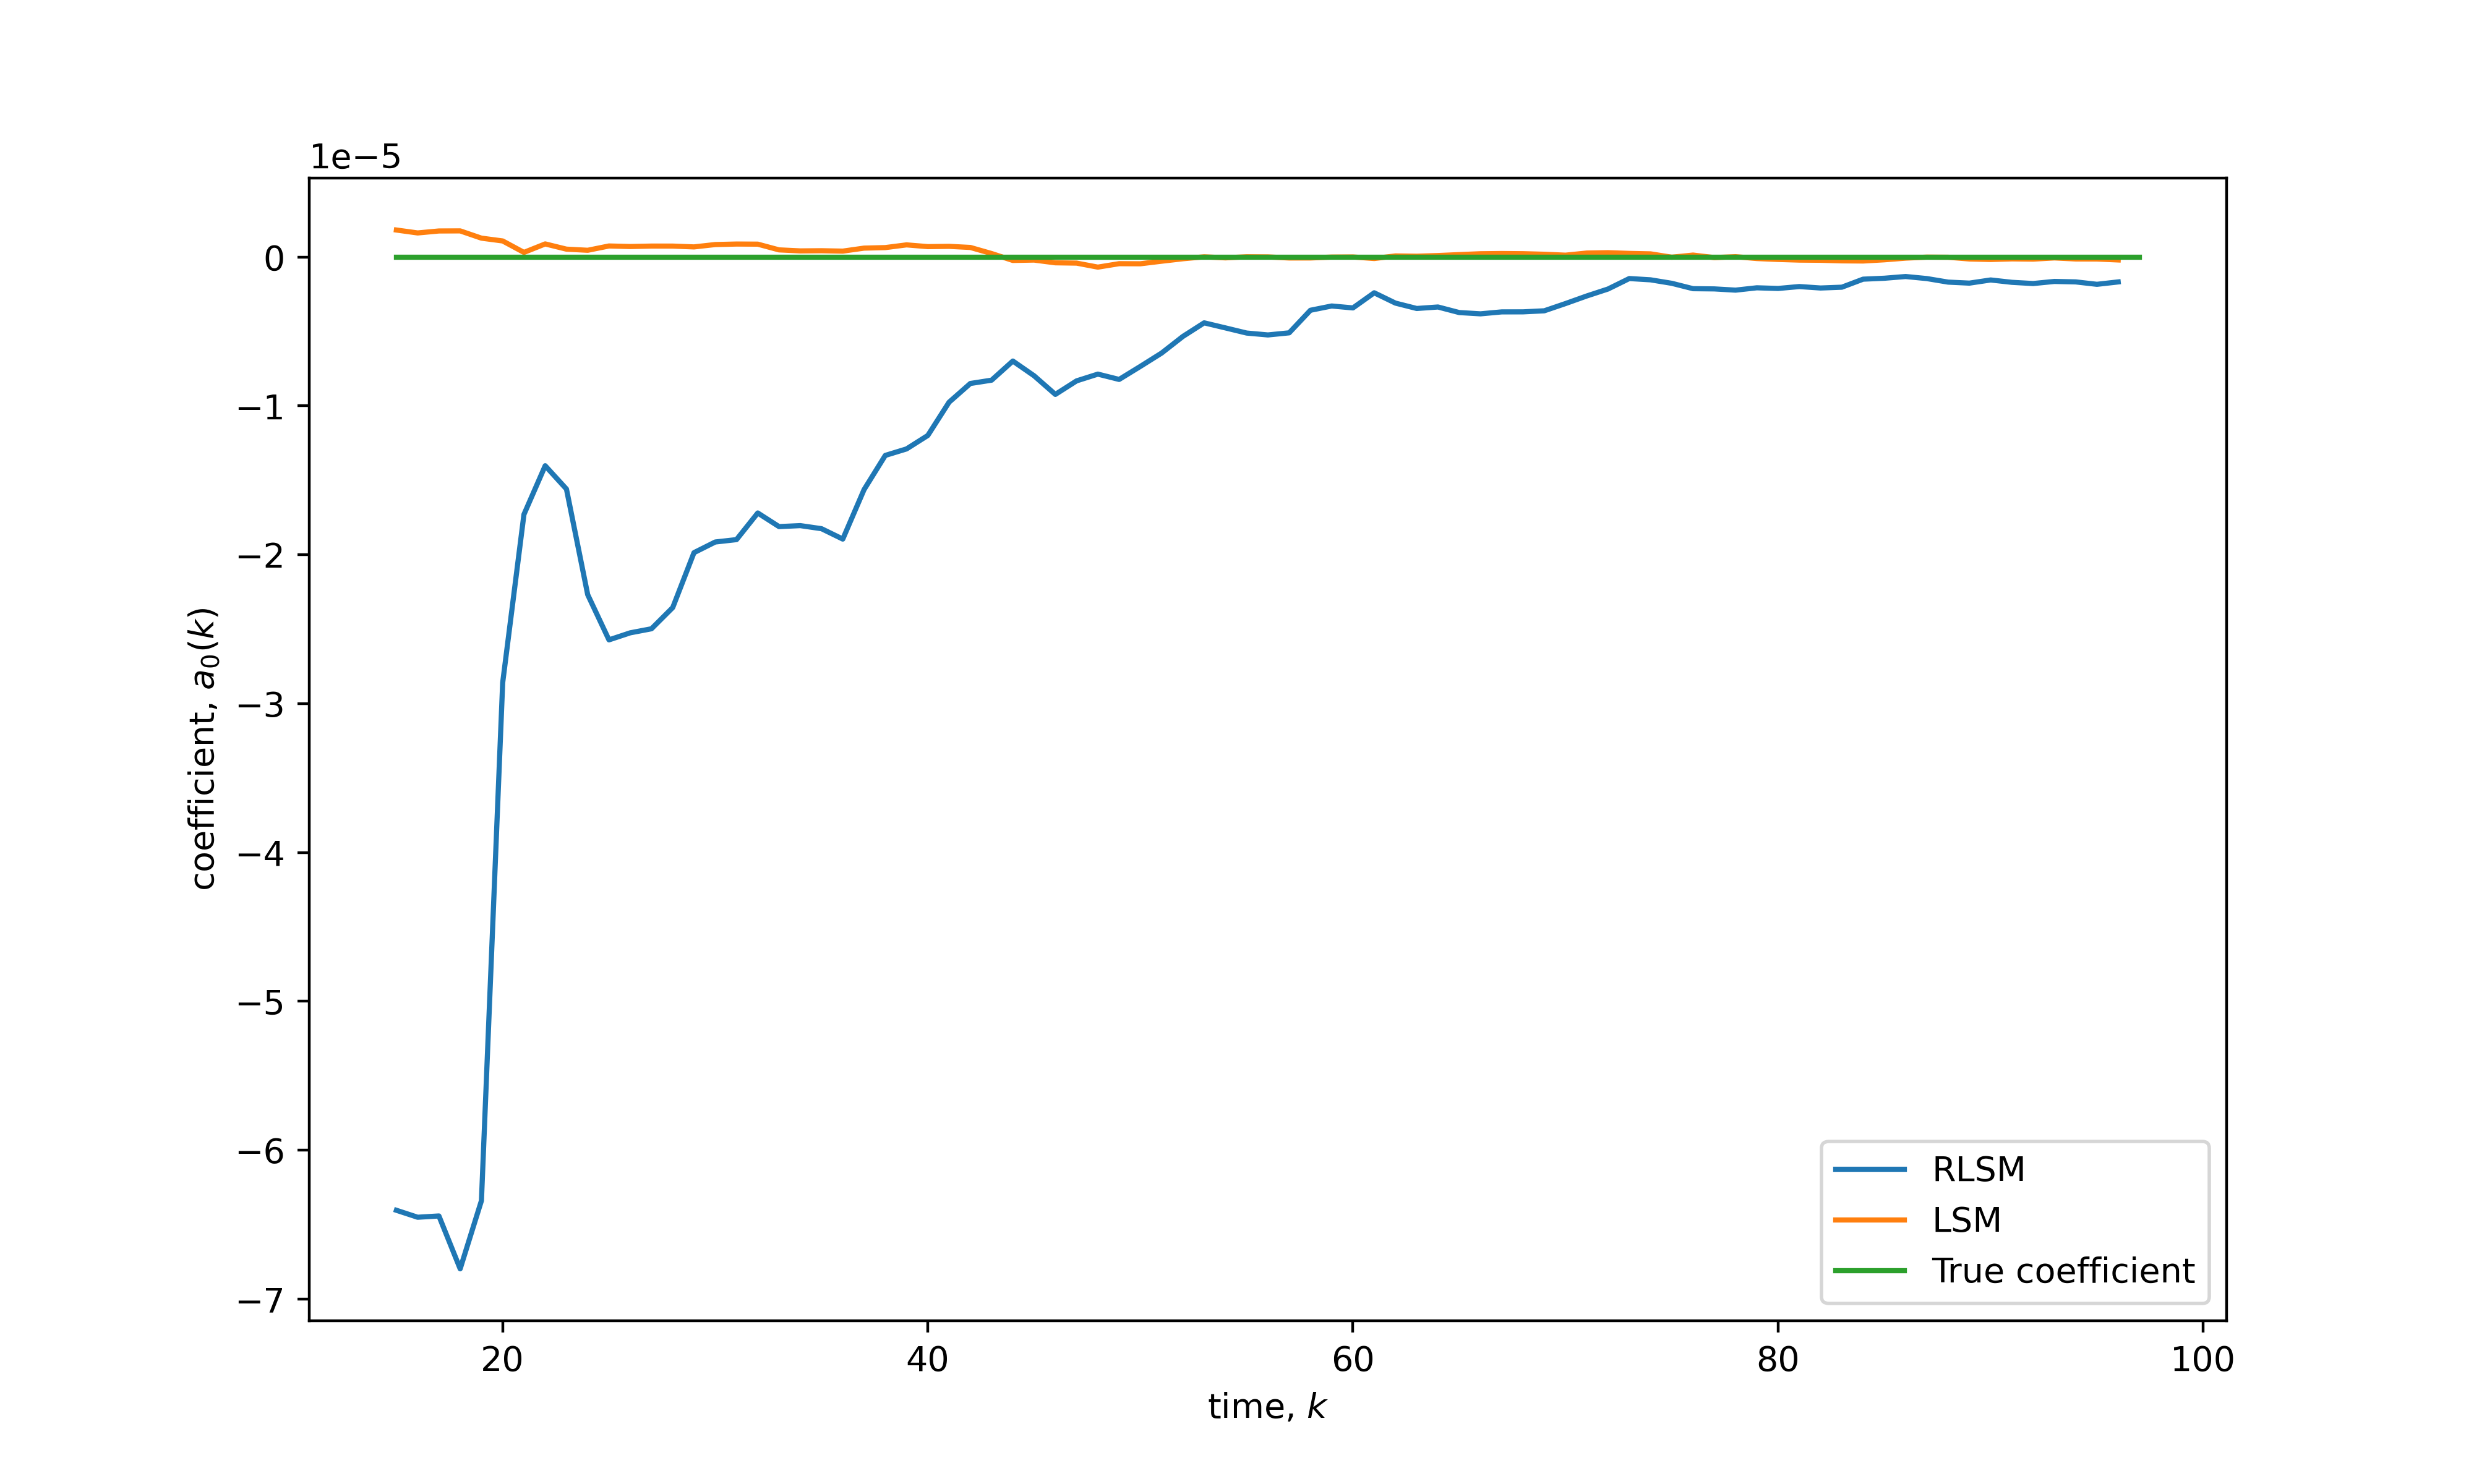 1e−5
0
−1
−2
−3
−4
−5
−6
−7
coefficient, a₀(k)
20
40
60
80
100
time, k
RLSM
LSM
True coefficient